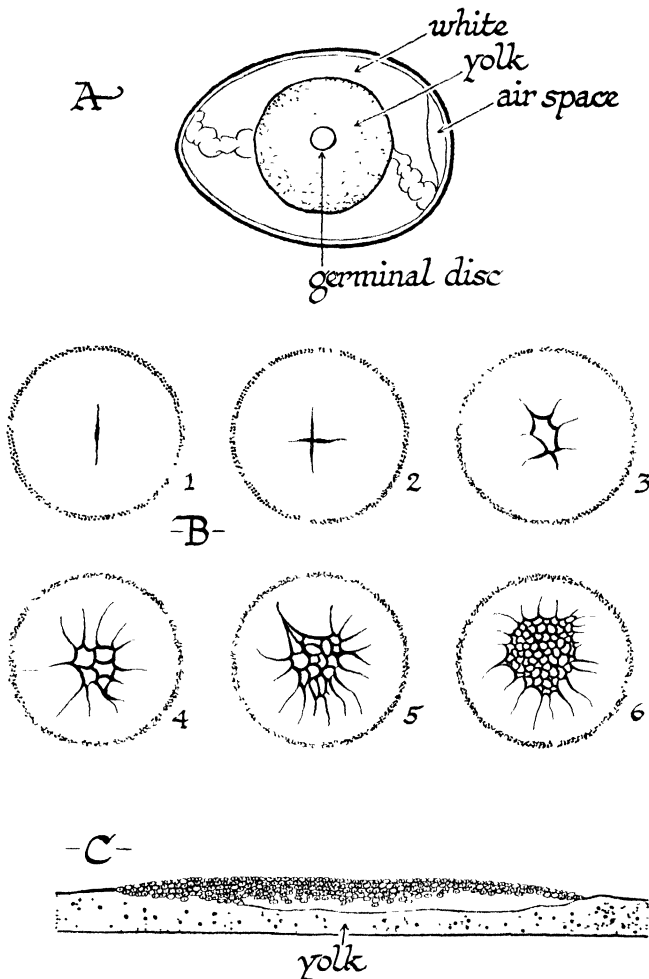 white
yolk
A
air space
germinal disc
1
2
3
-B-
4
5
6
-C-
yolk